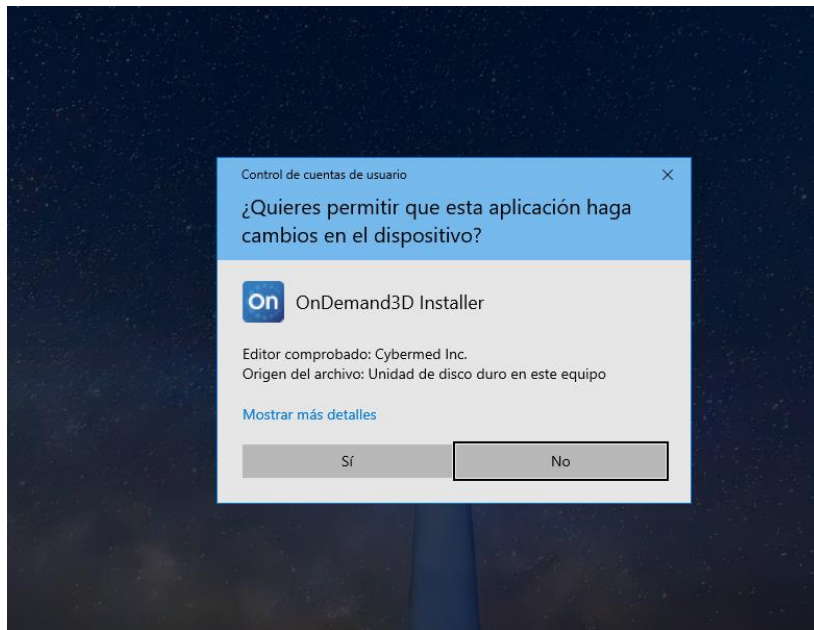 Control de cuentas de usuario
¿Quieres permitir que esta aplicación haga
cambios en el dispositivo?
On
OnDemand3D Installer
Editor comprobado: Cybermed Inc.
Origen del archivo: Unidad de disco duro en este equipo
Mostrar más detalles
Sí
No